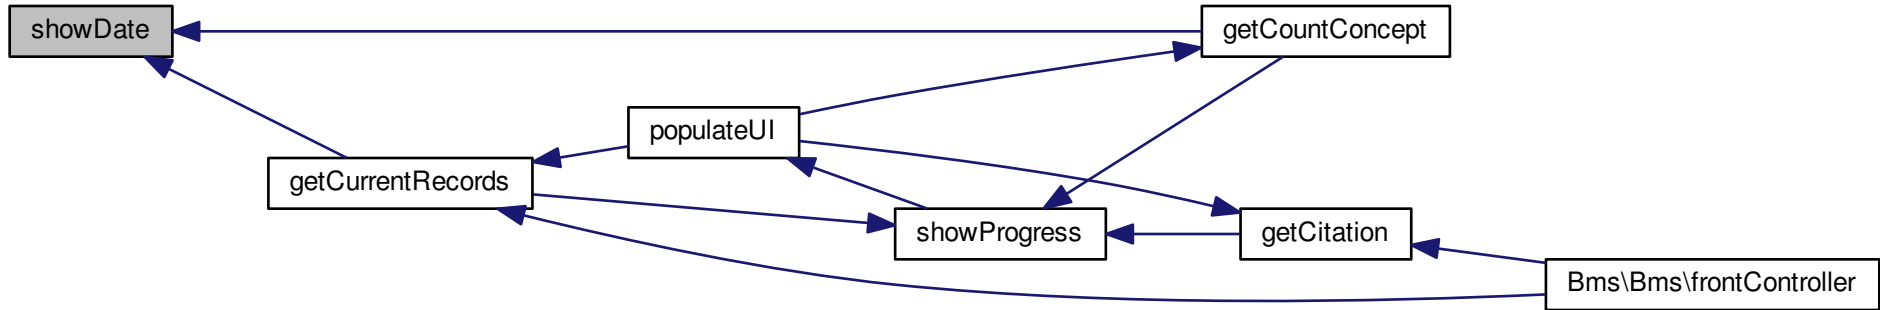 showDate
getCountConcept
populateUI
getCurrentRecords
showProgress
getCitation
Bms\Bms\frontController